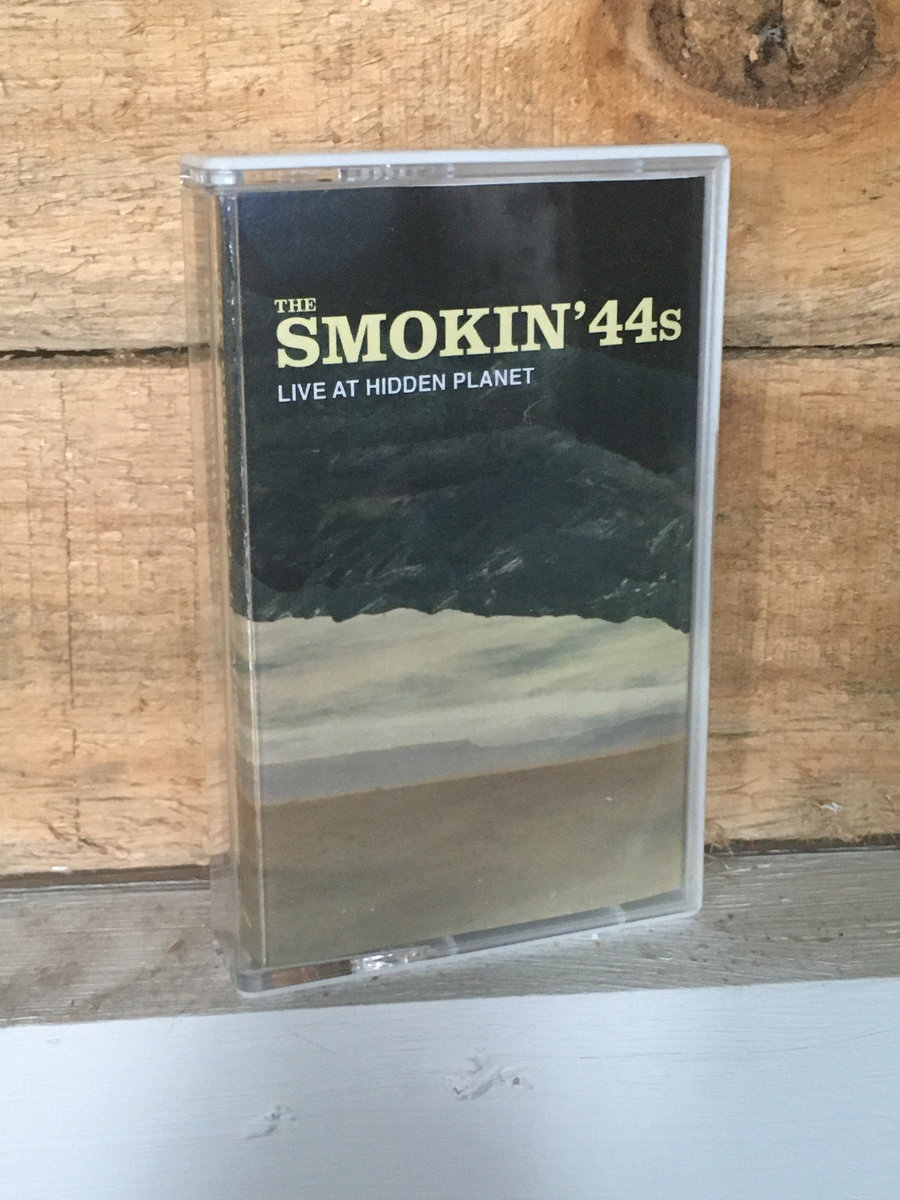 THE
SMOKIN’44s
LIVE AT HIDDEN PLANET